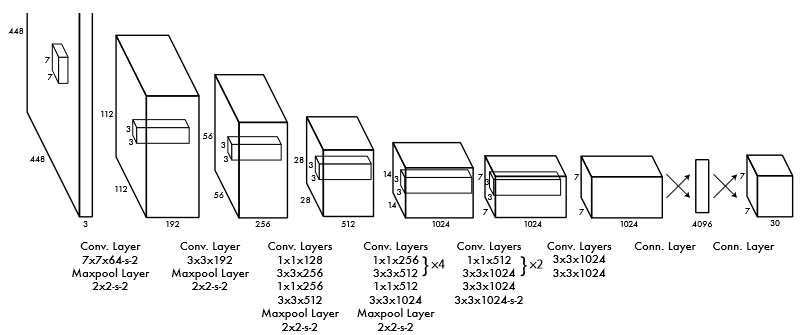 448
7
7
448
3
112
3
3
112
192
56
3
3
56
256
28
3
3
28
512
14
3
3
14
1024
7
3
3
7
1024
7
7
1024
4096
7
7
30
Conv. Layer
7x7x64-s-2
Maxpool Layer
2x2-s-2
Conv. Layer
3x3x192
Maxpool Layer
2x2-s-2
Conv. Layers
1x1x128
3x3x256
1x1x256
3x3x512
Maxpool Layer
2x2-s-2
Conv. Layers
1x1x256
3x3x512
}×4
1x1x512
3x3x1024
Maxpool Layer
2x2-s-2
Conv. Layers
1x1x512
3x3x1024
}×2
3x3x1024
3x3x1024-s-2
Conv. Layers
3x3x1024
3x3x1024
Conn. Layer
Conn. Layer